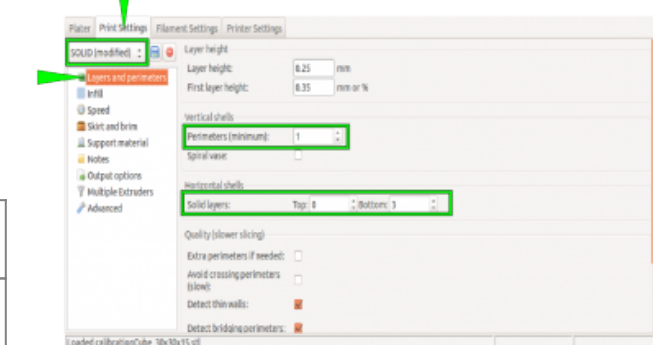 Plater Print Settings Filament Settings Printer Settings
SOLID (modified)
Layers and perimeters
Infill
Speed
Skirt and brim
Support material
Notes
Output options
Multiple Extruders
Advanced
Layer height
Layer height: 0.25 mm
First layer height: 0.35 mm or %
Vertical shells
Perimeters (minimum): 1
Spiral vase:
Horizontal shells
Solid layers: Top: 0 Bottom: 3
Quality (slower slicing)
Extra perimeters if needed:
Avoid crossing perimeters
(slow):
Detect thin walls:
Detect bridging perimeters:
Loaded calibrationCube_30x30x15.stl